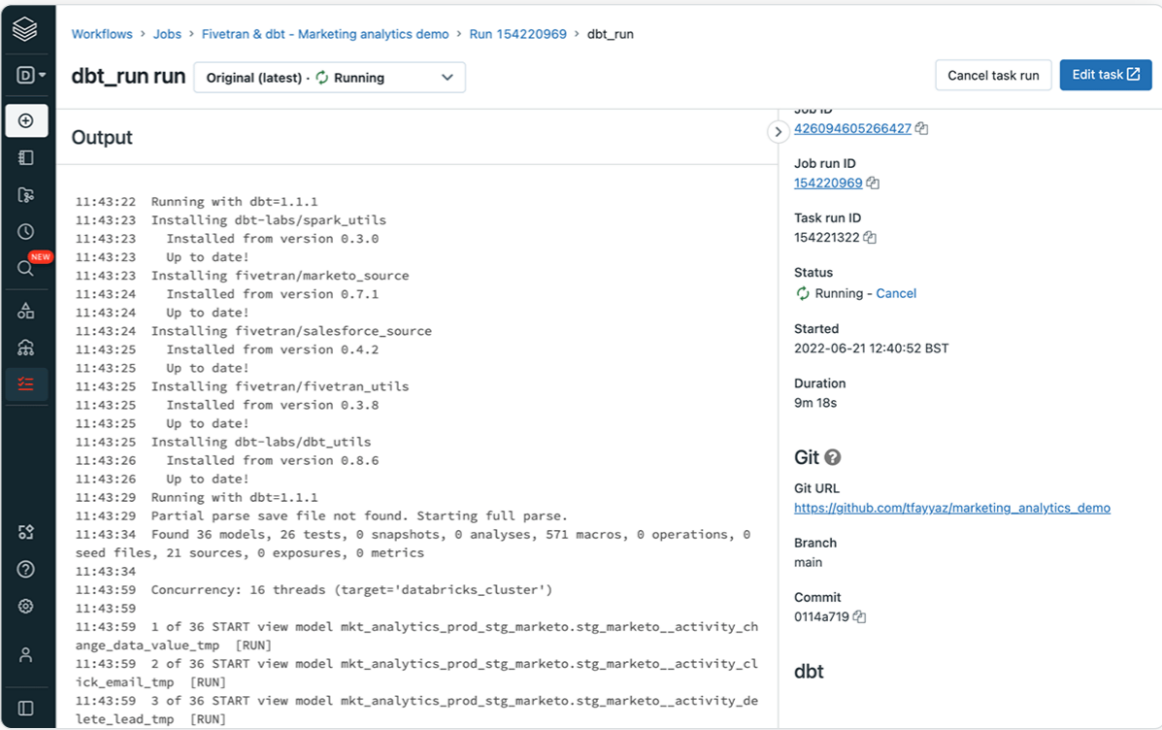 Workflows > Jobs > Fivetran & dbt - Marketing analytics demo > Run 154220969 > dbt_run
D
dbt_run run
Original (latest) · Running
Cancel task run
Edit task
NEW
Output
11:43:22 Running with dbt=1.1.1
11:43:23 Installing dbt-labs/spark_utils
11:43:23 Installed from version 0.3.0
11:43:23 Up to date!
11:43:23 Installing fivetran/marketo_source
11:43:24 Installed from version 0.7.1
11:43:24 Up to date!
11:43:24 Installing fivetran/salesforce_source
11:43:25 Installed from version 0.4.2
11:43:25 Up to date!
11:43:25 Installing fivetran/fivetran_utils
11:43:25 Installed from version 0.3.8
11:43:25 Up to date!
11:43:25 Installing dbt-labs/dbt_utils
11:43:26 Installed from version 0.8.6
11:43:26 Up to date!
11:43:29 Running with dbt=1.1.1
11:43:29 Partial parse save file not found. Starting full parse.
11:43:34 Found 36 models, 26 tests, 0 snapshots, 0 analyses, 571 macros, 0 operations, 0
seed files, 21 sources, 0 exposures, 0 metrics
11:43:34
11:43:59 Concurrency: 16 threads (target='databricks_cluster')
11:43:59
11:43:59 1 of 36 START view model mkt_analytics_prod_stg_marketo.stg_marketo__activity_ch
ange_data_value_tmp [RUN]
11:43:59 2 of 36 START view model mkt_analytics_prod_stg_marketo.stg_marketo__activity_cl
ick_email_tmp [RUN]
11:43:59 3 of 36 START view model mkt_analytics_prod_stg_marketo.stg_marketo__activity_de
lete_lead_tmp [RUN]
Job ID
426094605266427
Job run ID
154220969
Task run ID
154221322
Status
Running - Cancel
Started
2022-06-21 12:40:52 BST
Duration
9m 18s
Git
Git URL
https://github.com/tfayyaz/marketing_analytics_demo
Branch
main
Commit
0114a719
dbt